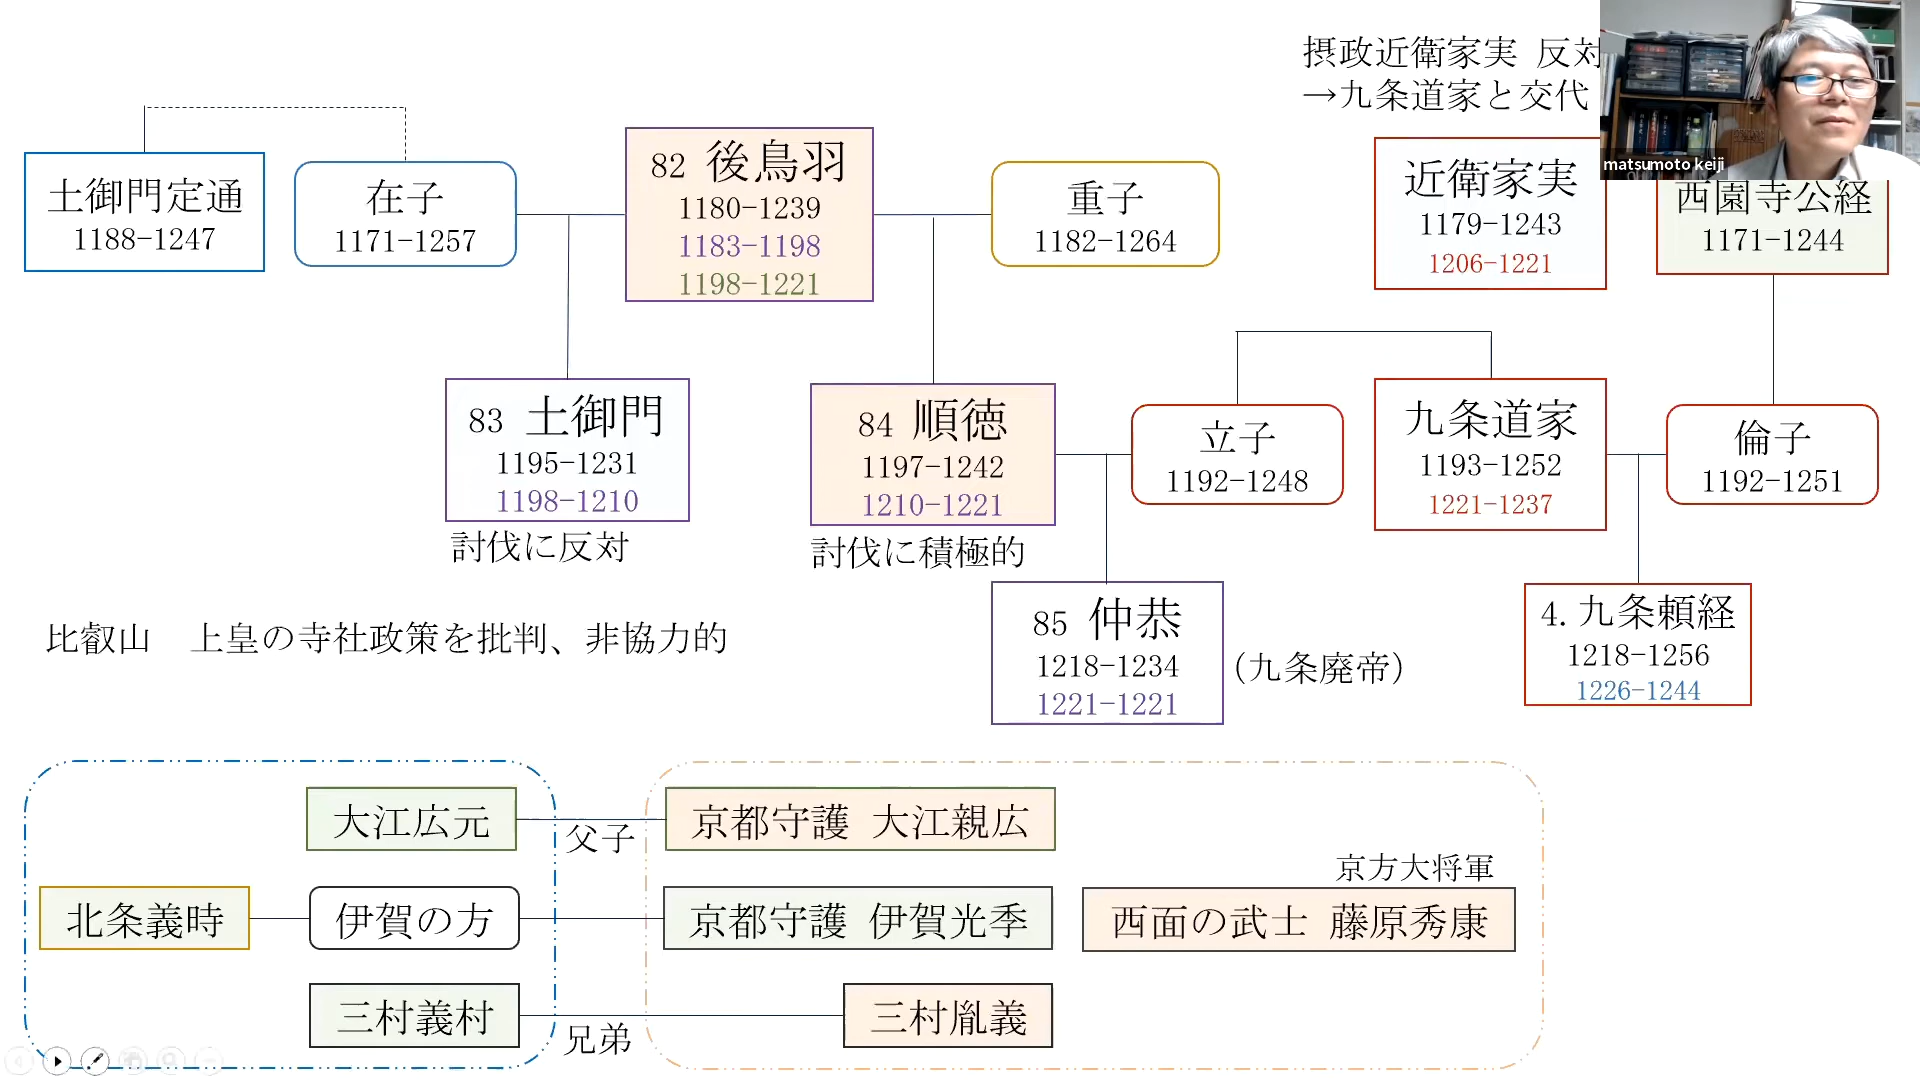 摂政近衛家実 反対
→九条道家と交代
matsumoto keiji
土御門定通
1188-1247
在子
1171-1257
82 後鳥羽
1180-1239
1183-1198
1198-1221
重子
1182-1264
近衛家実
1179-1243
1206-1221
西園寺公経
1171-1244
83 土御門
1195-1231
1198-1210
討伐に反対
84 順徳
1197-1242
1210-1221
討伐に積極的
立子
1192-1248
九条道家
1193-1252
1221-1237
倫子
1192-1251
85 仲恭
1218-1234
1221-1221
(九条廃帝)
4. 九条頼経
1218-1256
1226-1244
比叡山 上皇の寺社政策を批判、非協力的
大江広元
父子
京都守護 大江親広
北条義時
伊賀の方
京都守護 伊賀光季
京方大将軍
西面の武士 藤原秀康
三村義村
兄弟
三村胤義